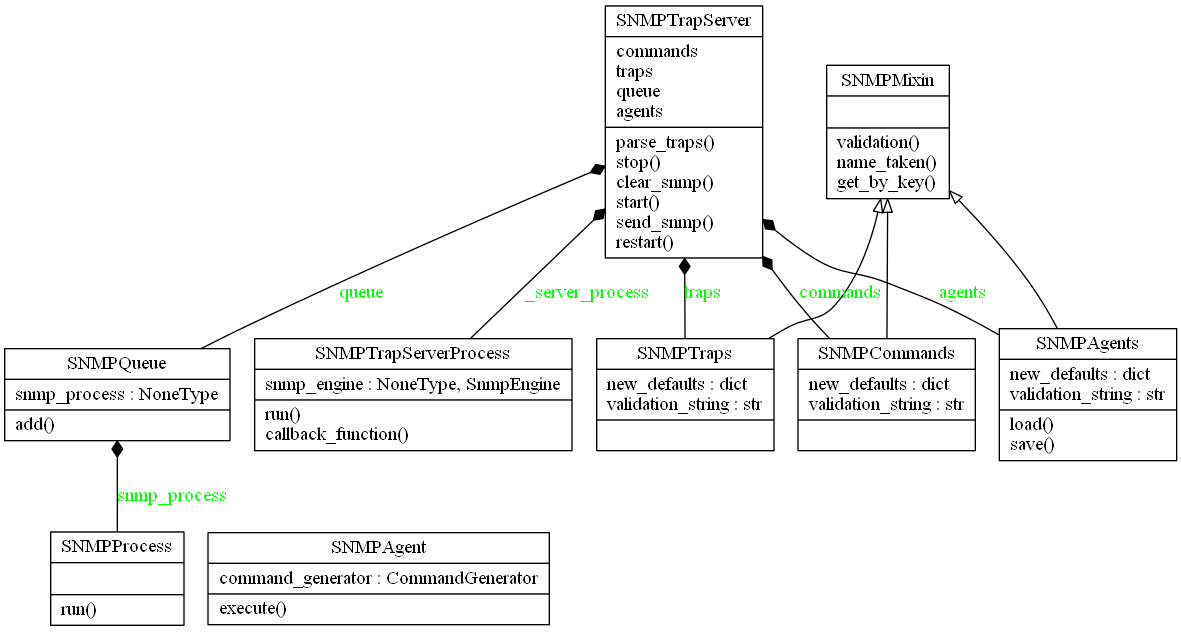 SNMPTrapServer
commands
traps
queue
agents
parse_traps()
stop()
clear_snmp()
start()
send_snmp()
restart()
SNMPMixin
validation()
name_taken()
get_by_key()
queue
_server_process
traps
commands
agents
SNMPQueue
snmp_process : NoneType
add()
SNMPTrapServerProcess
snmp_engine : NoneType, SnmpEngine
run()
callback_function()
SNMPTraps
new_defaults : dict
validation_string : str
SNMPCommands
new_defaults : dict
validation_string : str
SNMPAgents
new_defaults : dict
validation_string : str
load()
save()
snmp_process
SNMPProcess
run()
SNMPAgent
command_generator : CommandGenerator
execute()